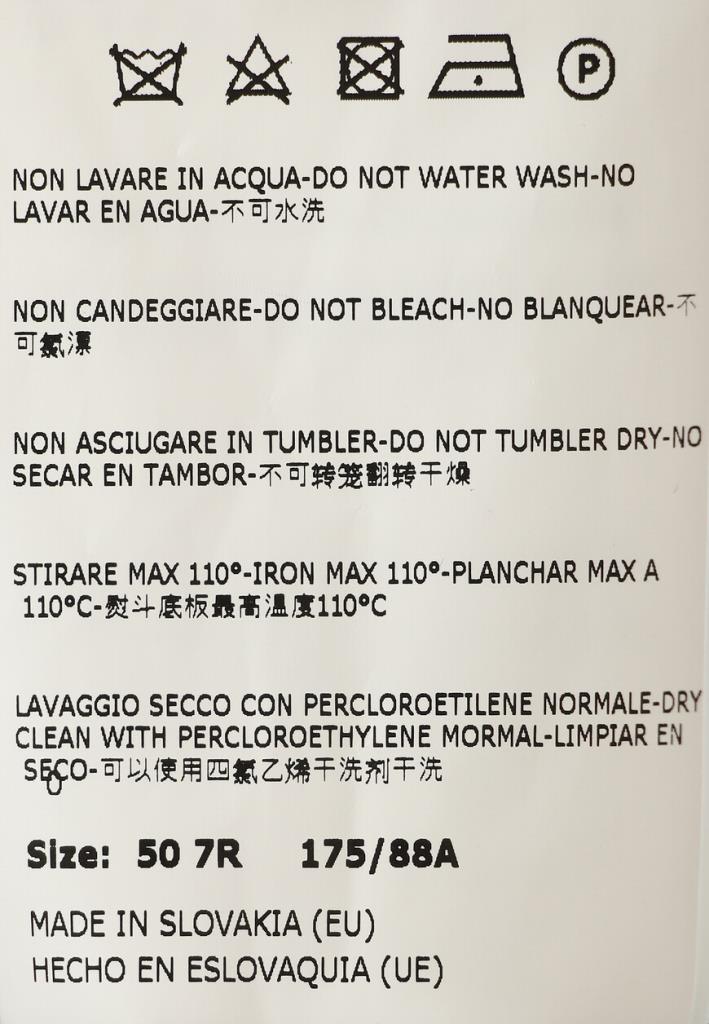 P
NON LAVARE IN ACQUA-DO NOT WATER WASH-NO
LAVAR EN AGUA-不可水洗
NON CANDEGGIARE-DO NOT BLEACH-NO BLANQUEAR-不
可氯漂
NON ASCIUGARE IN TUMBLER-DO NOT TUMBLER DRY-NO
SECAR EN TAMBOR-不可转笼翻转干燥
STIRARE MAX 110°-IRON MAX 110°-PLANCHAR MAX A
110°C-熨斗底板最高温度110°C
LAVAGGIO SECCO CON PERCLOROETILENE NORMALE-DRY
CLEAN WITH PERCLOROETHYLENE MORMAL-LIMPIAR EN
SECO-可以使用四氯乙烯干洗剂干洗
Size: 50 7R 175/88A
MADE IN SLOVAKIA (EU)
HECHO EN ESLOVAQUIA (UE)